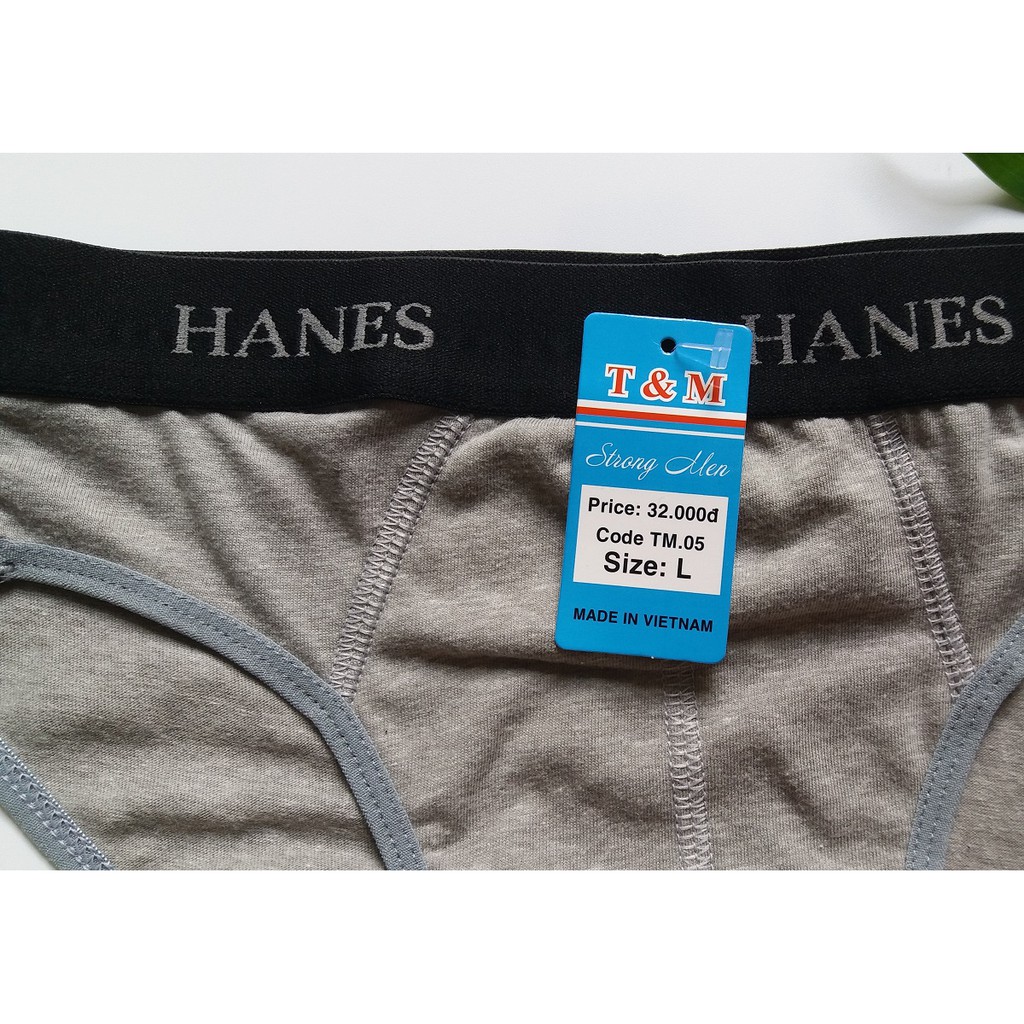 HANES
HANES
T & M
Strong Men
Price: 32.000đ
Code TM.05
Size: L
MADE IN VIETNAM